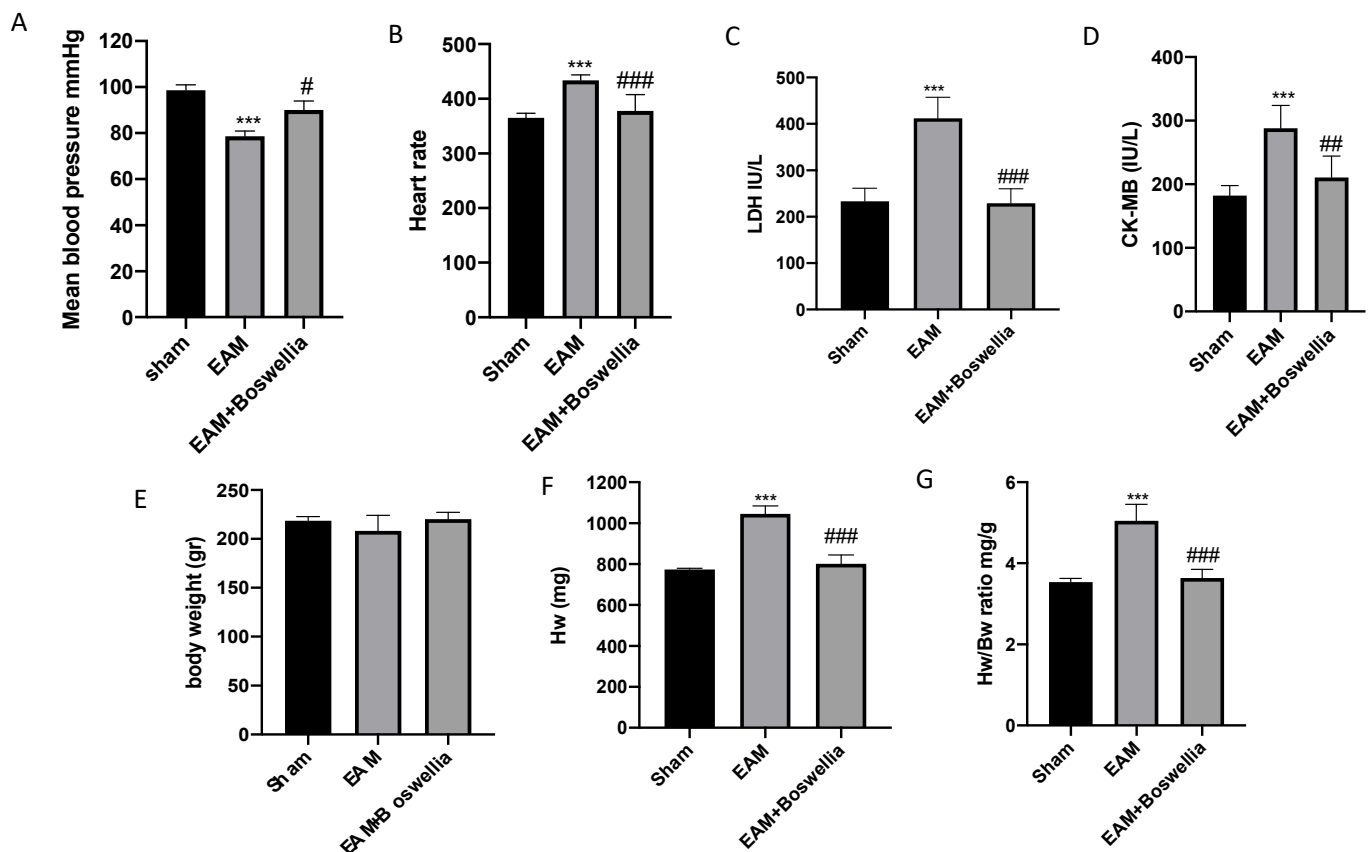 A
Mean blood pressure mmHg
120
100
80
60
40
20
0
***
#
sham
EAM
EAM+Boswellia
B
Heart rate
500
400
300
200
100
0
***
###
Sham
EAM
EAM+Boswellia
C
LDH IU/L
500
400
300
200
100
0
***
###
Sham
EAM
EAM+Boswellia
D
CK-MB (IU/L)
400
300
200
100
0
***
##
Sham
EAM
EAM+Boswellia
E
body weight (gr)
250
200
150
100
50
0
Sham
EAM
EAM+B oswellia
F
Hw (mg)
1200
1000
800
600
400
200
0
***
###
Sham
EAM
EAM+Boswellia
G
Hw/Bw ratio mg/g
6
4
2
0
***
###
Sham
EAM
EAM+Boswellia